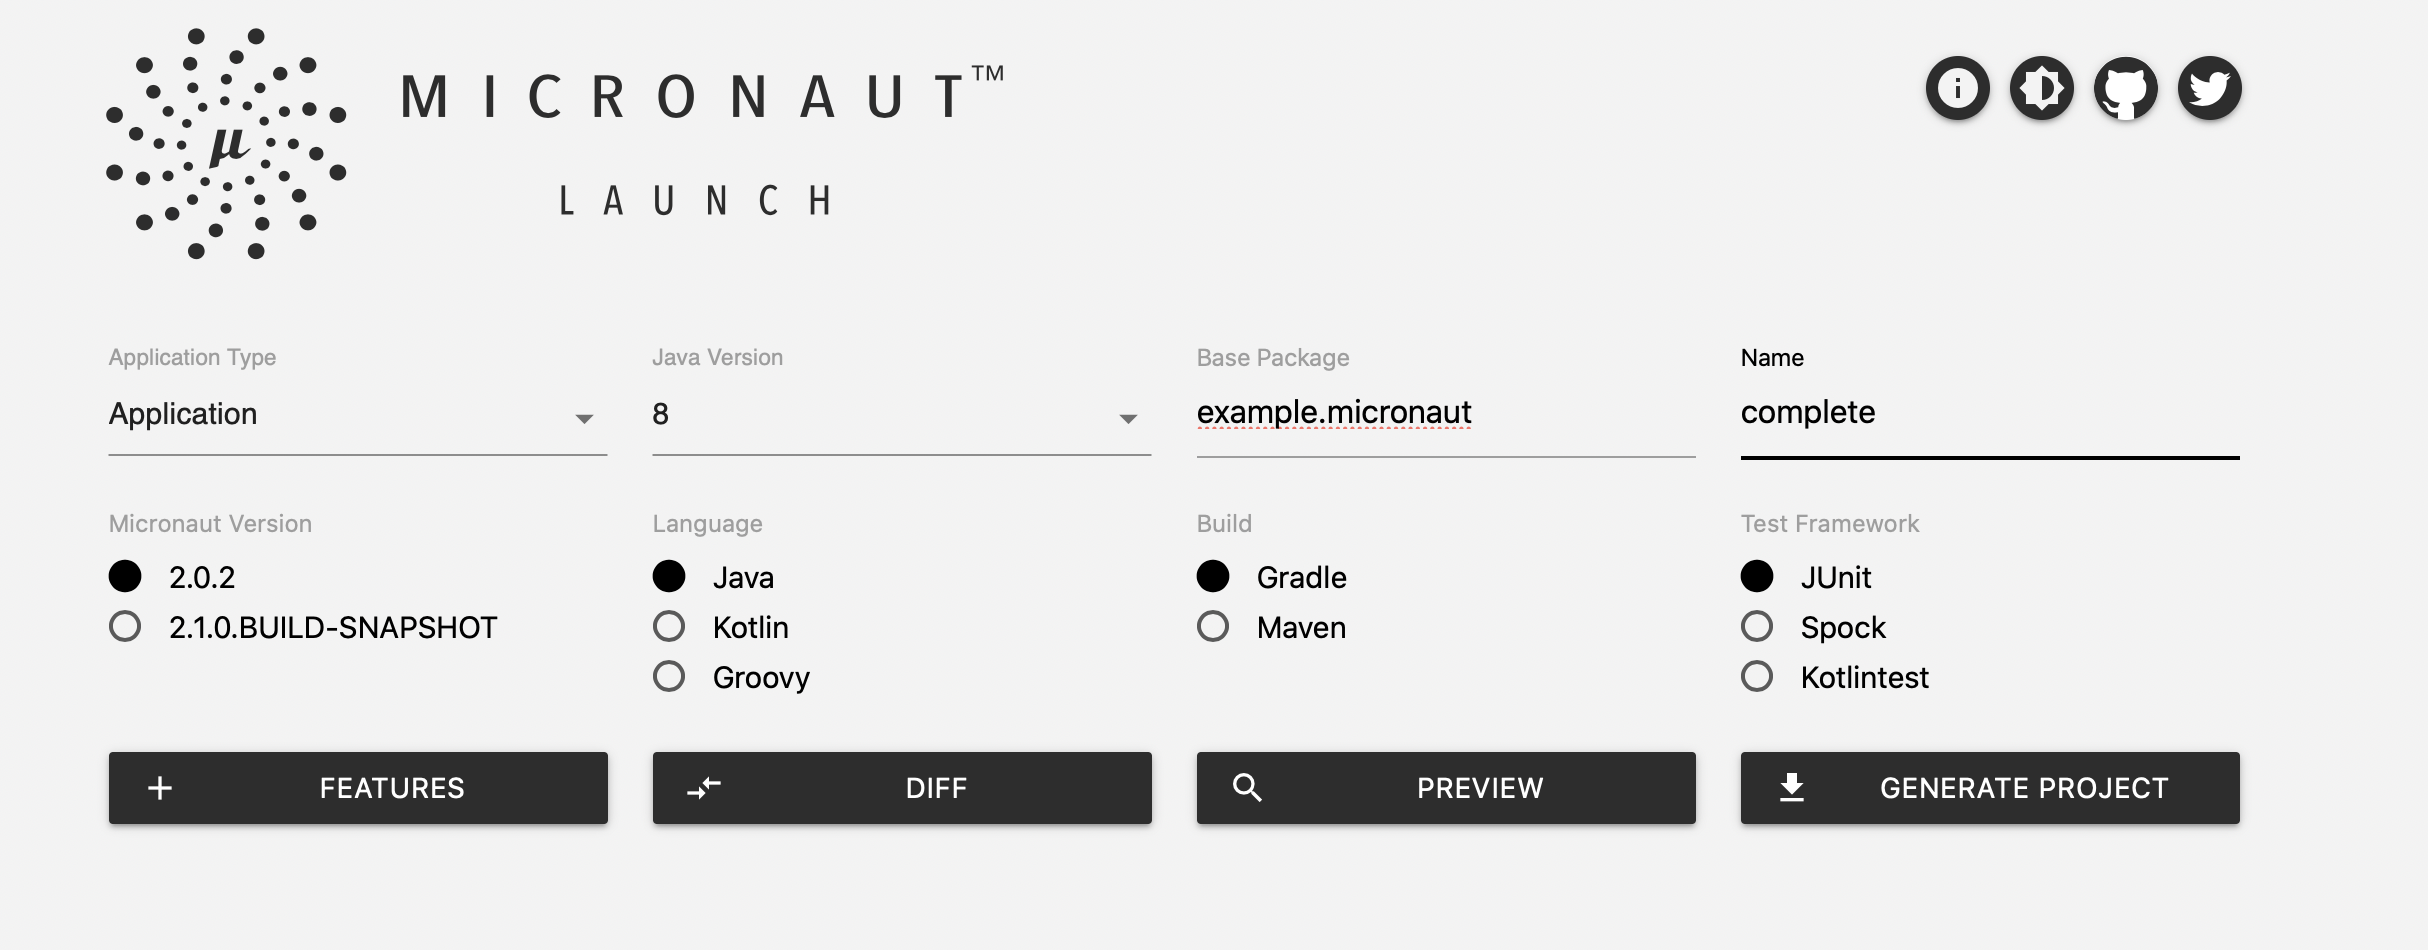 μ
MICRONAUT™
LAUNCH
Application Type
Application
Java Version
8
Base Package
example.micronaut
Name
complete
Micronaut Version
2.0.2
2.1.0.BUILD-SNAPSHOT
Language
Java
Kotlin
Groovy
Build
Gradle
Maven
Test Framework
JUnit
Spock
Kotlintest
FEATURES
DIFF
PREVIEW
GENERATE PROJECT